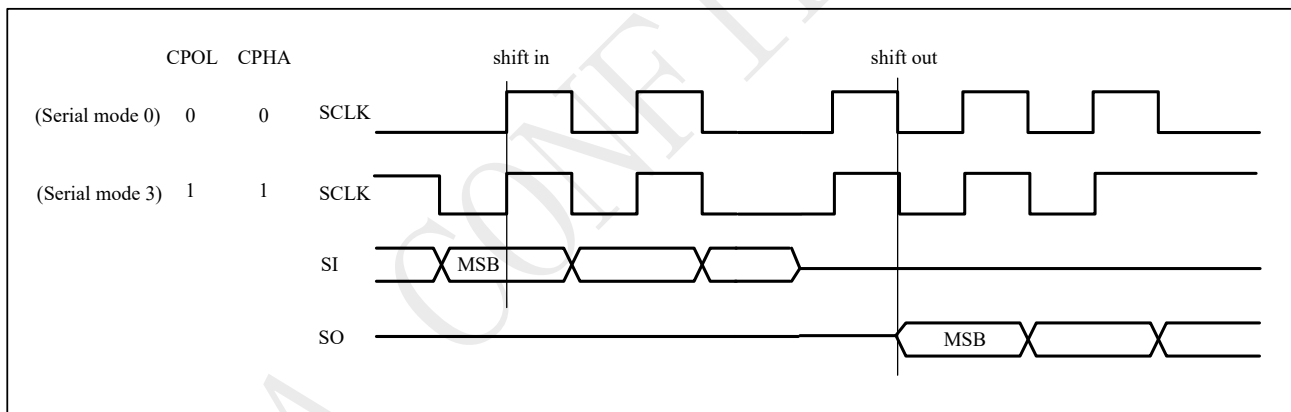 CPOL CPHA shift in shift out
(Serial mode 0) 0 0 SCLK
(Serial mode 3) 1 1 SCLK
SI MSB
SO MSB